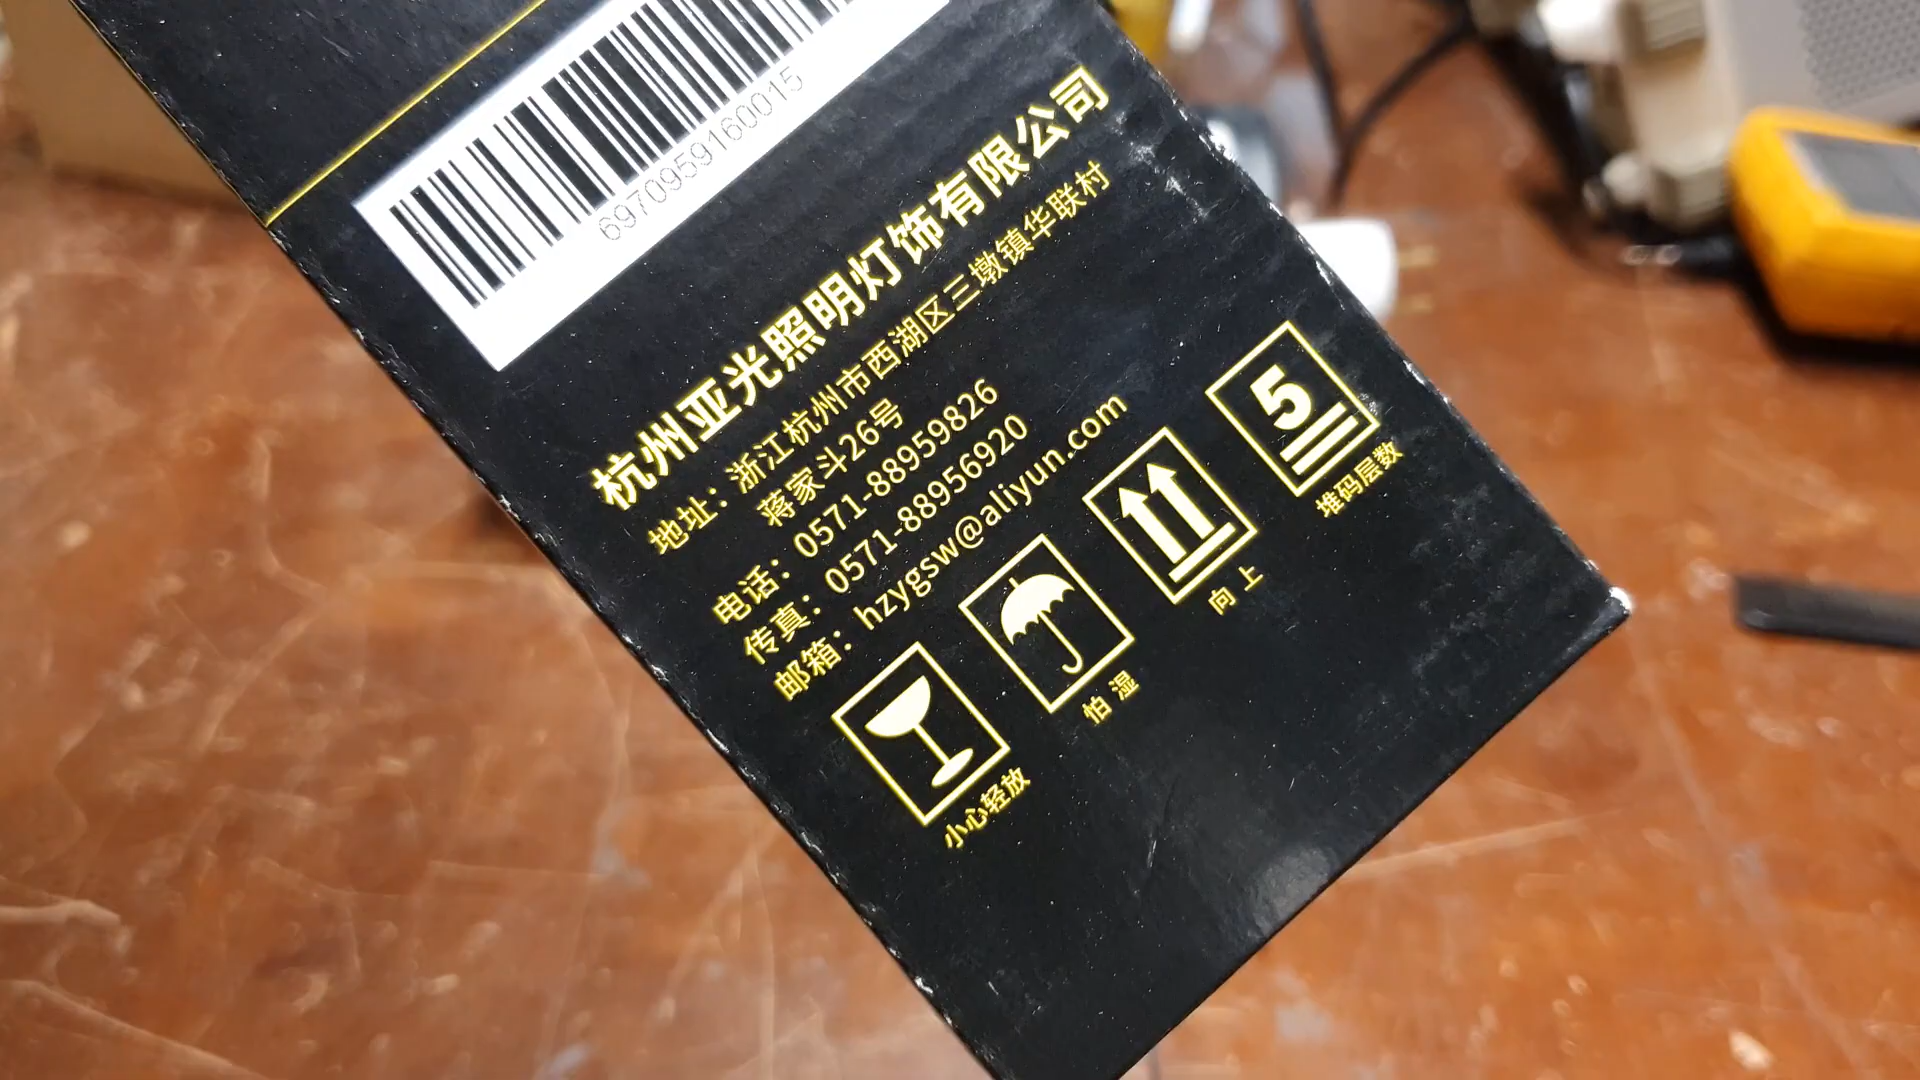 6970959160015
杭州亚光照明灯饰有限公司
地址：浙江杭州市西湖区三墩镇华联村
蒋家斗26号
电话：0571-88959826
传真：0571-88956920
邮箱：hzygsw@aliyun.com
5
小心轻放
怕湿
向上
堆码层数